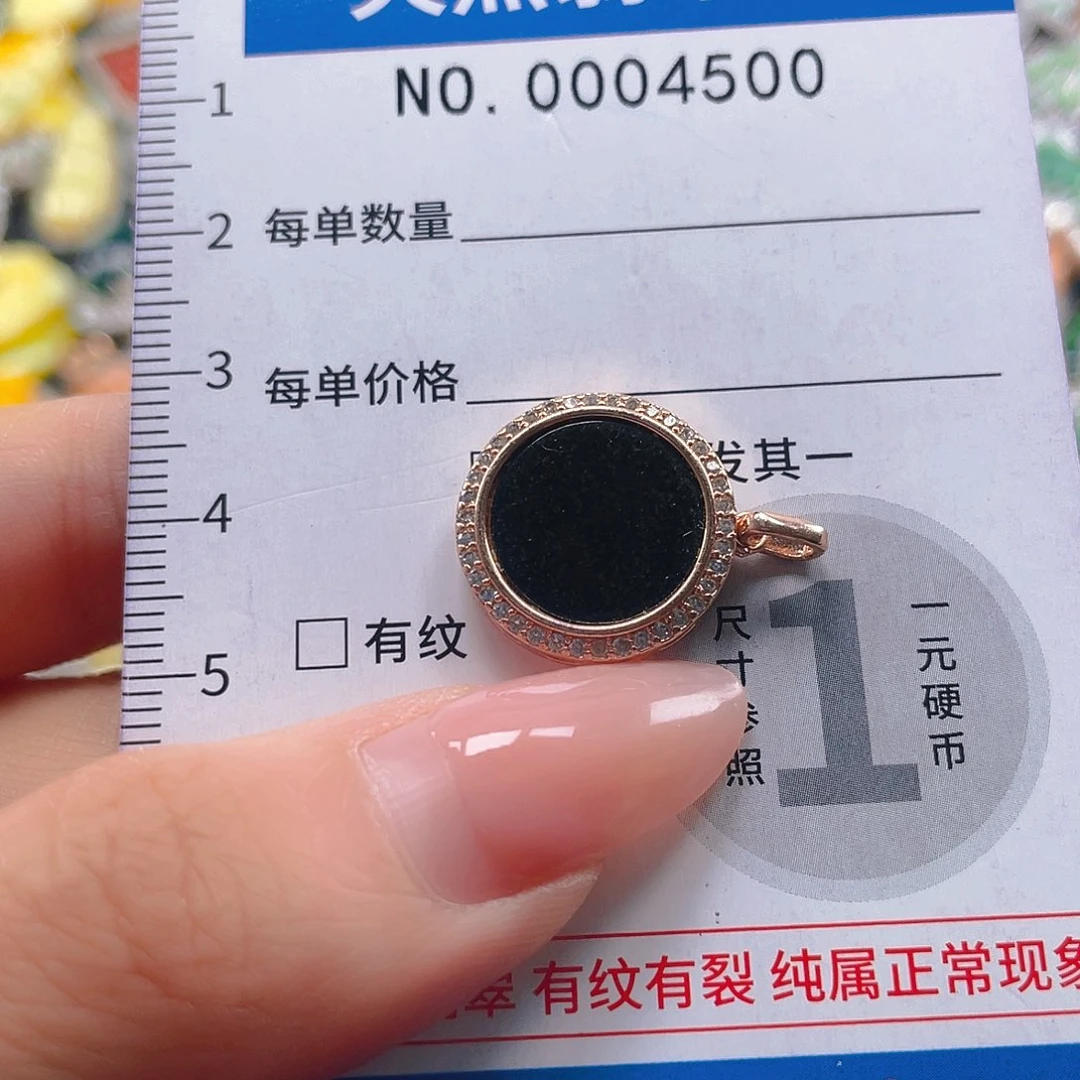 NO. 0004500
1
2 每单数量
3 每单价格
发其一
4
□ 有纹
5
尺寸参照
1
一元硬币
有纹有裂 纯属正常现象